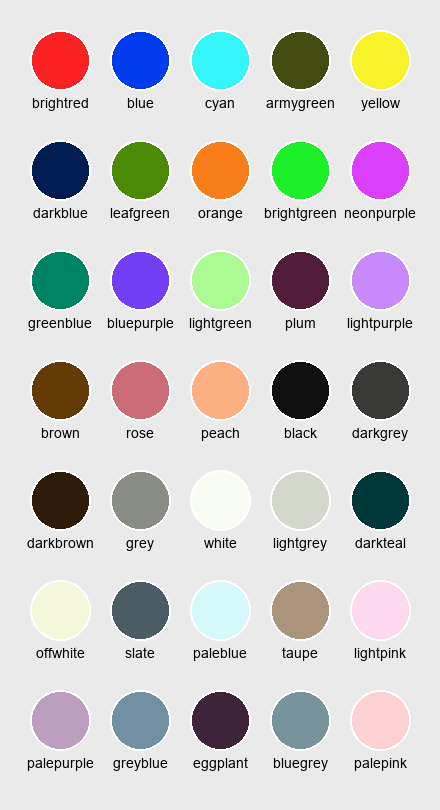 brightred blue cyan armygreen yellow
darkblue leafgreen orange brightgreen neonpurple
greenblue bluepurple lightgreen plum lightpurple
brown rose peach black darkgrey
darkbrown grey white lightgrey darkteal
offwhite slate paleblue taupe lightpink
palepurple greyblue eggplant bluegrey palepink